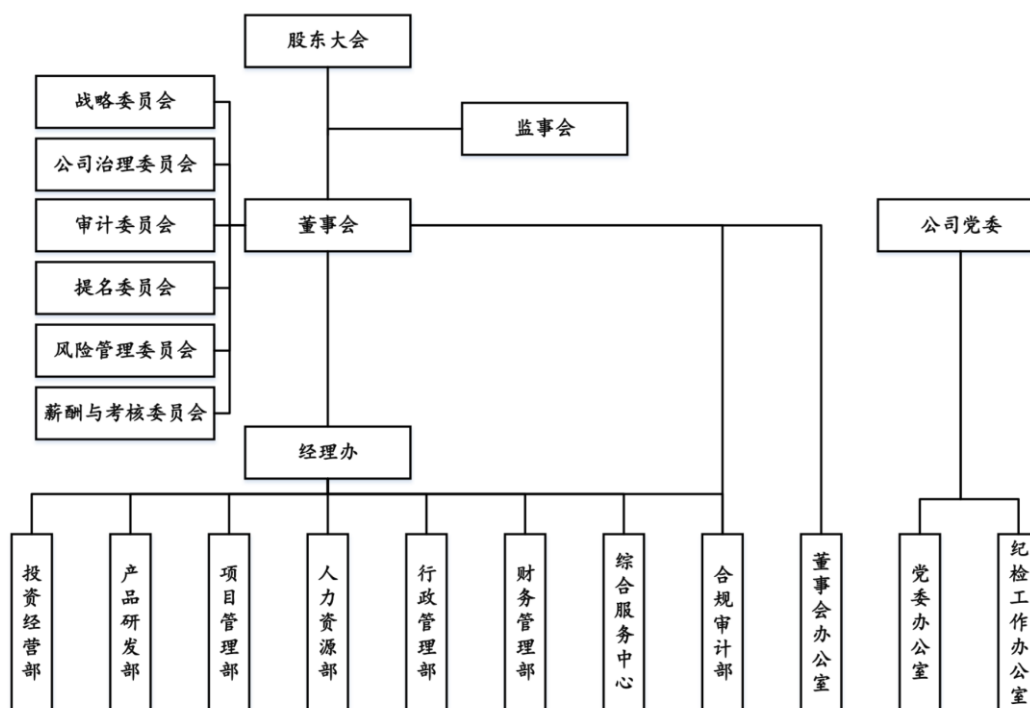 股东大会
战略委员会
监事会
公司治理委员会
审计委员会
董事会
公司党委
提名委员会
风险管理委员会
薪酬与考核委员会
经理办
投资经营部
产品研发部
项目管理部
人力资源部
行政管理部
财务管理部
综合服务中心
合规审计部
董事会办公室
党委办公室
纪检工作办公室